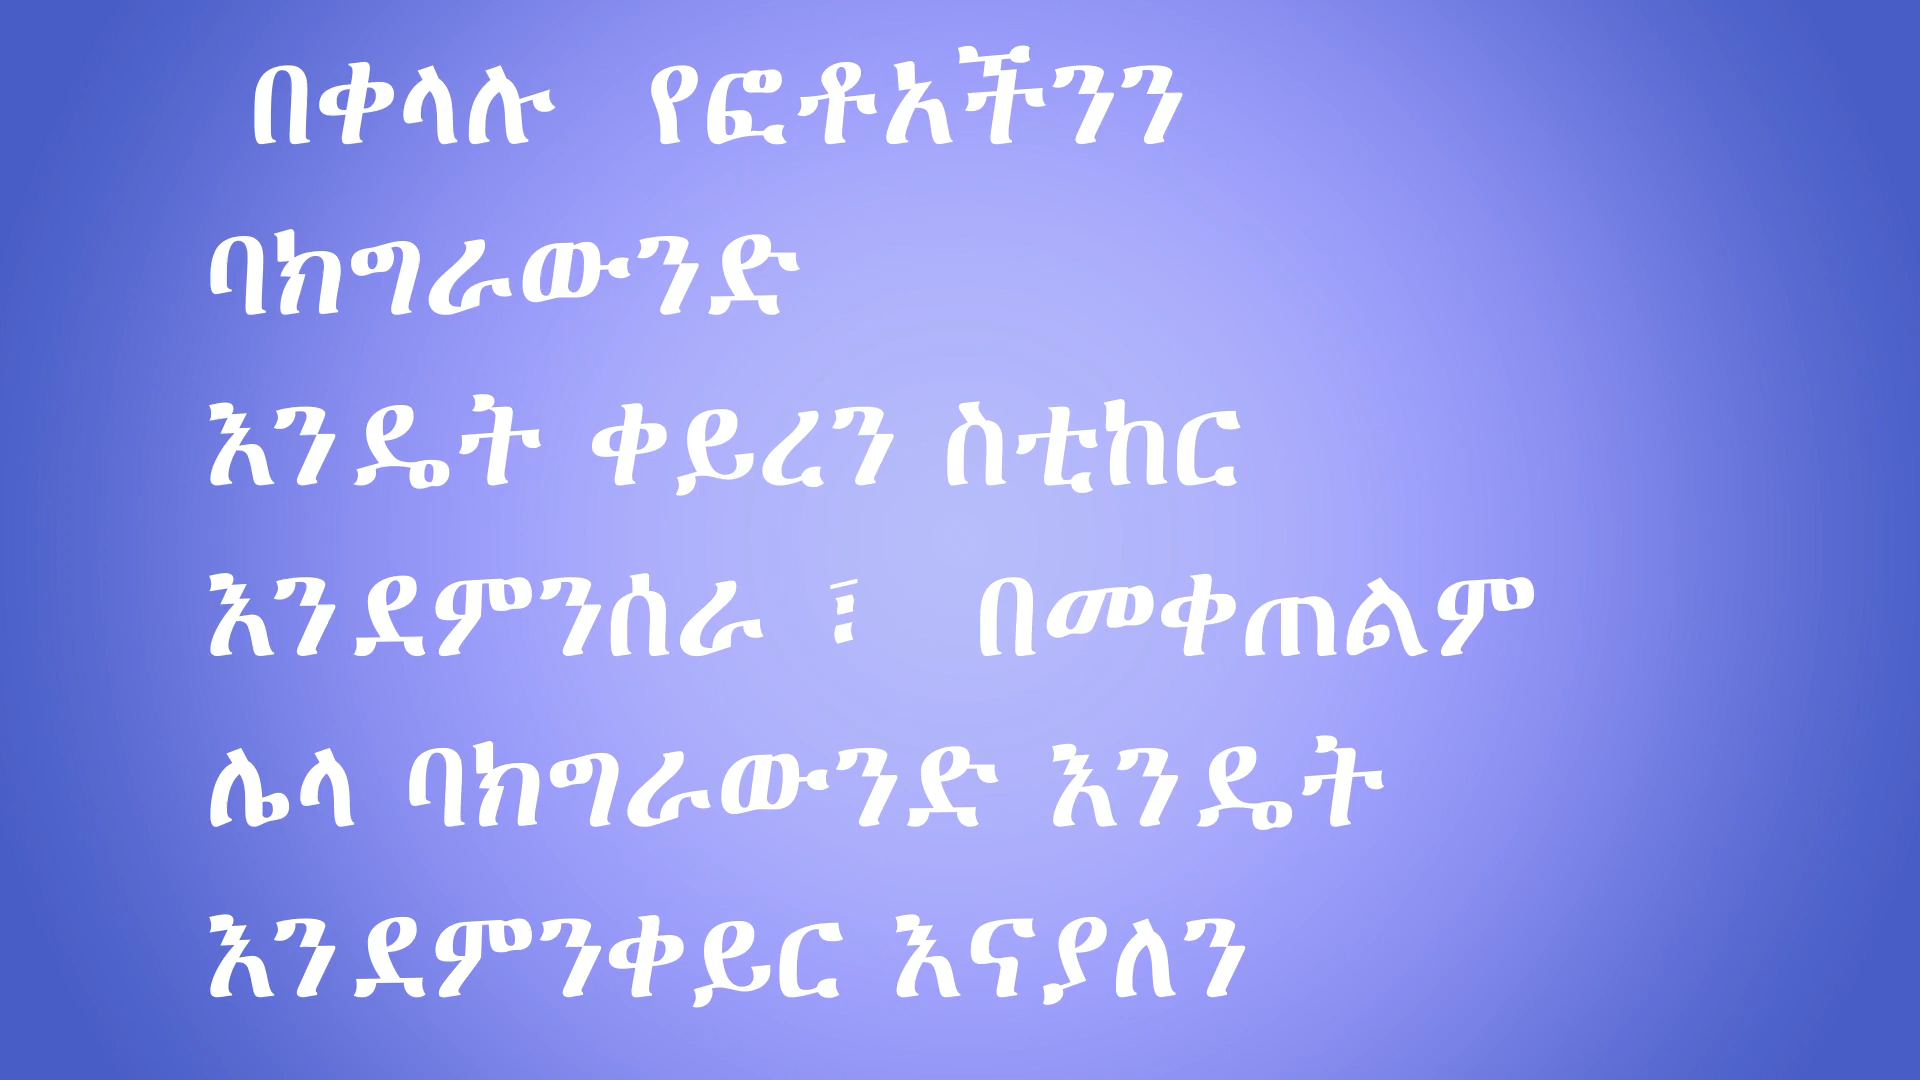 በቀላሉ የፎቶአችንን
ባክግራውንድ
እንዴት ቀይረን ስቲከር
እንደምንሰራ ፣ በመቀጠልም
ሌላ ባክግራውንድ እንዴት
እንደምንቀይር እናያለን